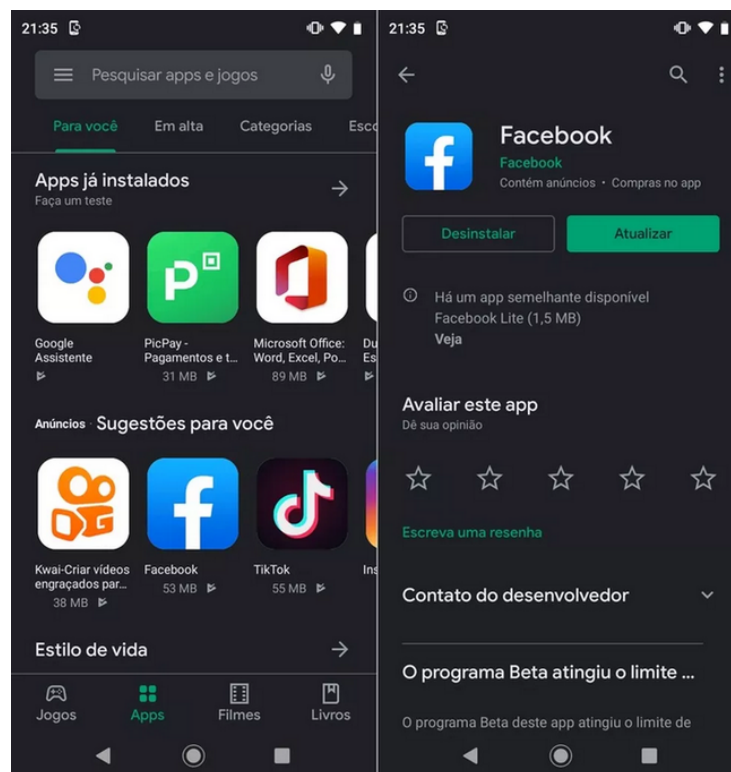 21:35
Pesquisar apps e jogos
Para você Em alta Categorias Esco
Apps já instalados
Faça um teste
Google
Assistente
PicPay -
Pagamentos e t...
31 MB
Microsoft Office:
Word, Excel, Po...
89 MB
Du
Es
Anúncios · Sugestões para você
Kwai-Criar vídeos
engraçados par...
38 MB
Facebook
53 MB
TikTok
55 MB
Ins
Estilo de vida
Jogos Apps Filmes Livros
21:35
Facebook
Facebook
Contém anúncios • Compras no app
Desinstalar Atualizar
Há um app semelhante disponível
Facebook Lite (1,5 MB)
Veja
Avaliar este app
Dê sua opinião
Escreva uma resenha
Contato do desenvolvedor
O programa Beta atingiu o limite ...
O programa Beta deste app atingiu o limite de